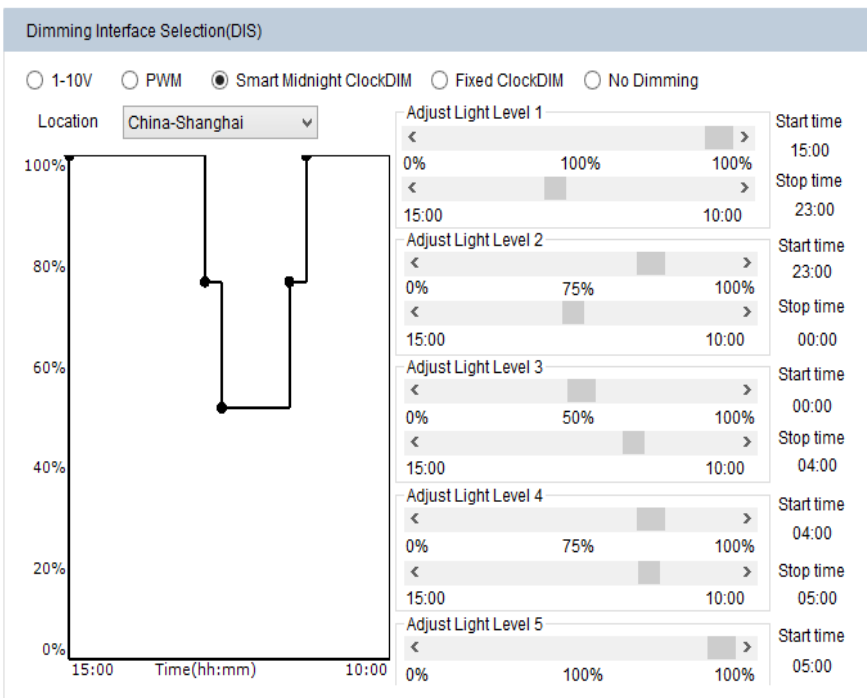 Dimming Interface Selection(DIS)
1-10V PWM Smart Midnight ClockDIM Fixed ClockDIM No Dimming
Location China-Shanghai
100%
80%
60%
40%
20%
0%
15:00 Time(hh:mm) 10:00
Adjust Light Level 1
0% 100% 100%
15:00 10:00
Start time
15:00
Stop time
23:00
Adjust Light Level 2
0% 75% 100%
15:00 10:00
Start time
23:00
Stop time
00:00
Adjust Light Level 3
0% 50% 100%
15:00 10:00
Start time
00:00
Stop time
04:00
Adjust Light Level 4
0% 75% 100%
15:00 10:00
Start time
04:00
Stop time
05:00
Adjust Light Level 5
0% 100% 100%
Start time
05:00